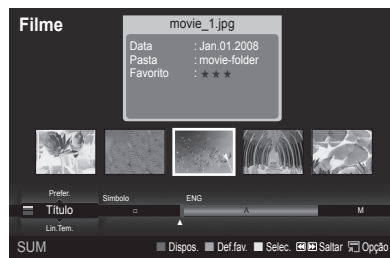 Filme
movie_1.jpg
Data : Jan.01.2008
Pasta : movie-folder
Favorito : ★ ★ ★
Prefer.
Símbolo ENG
Título A M
Lin.Tem.
SUM Dispos. Def.fav. Selec. Saltar Opção